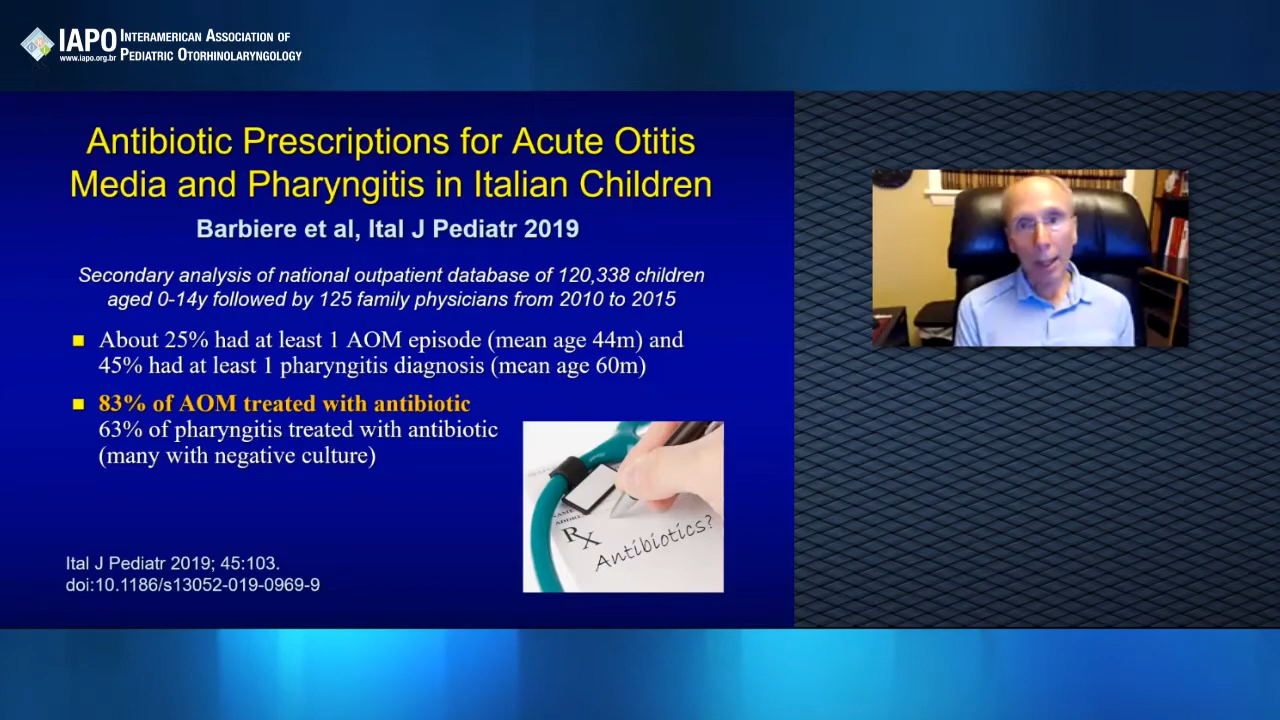 IAPO
www.iapo.org.br
INTERAMERICAN ASSOCIATION OF
PEDIATRIC OTORHINOLARYNGOLOGY
Antibiotic Prescriptions for Acute Otitis
Media and Pharyngitis in Italian Children
Barbiere et al, Ital J Pediatr 2019
Secondary analysis of national outpatient database of 120,338 children
aged 0-14y followed by 125 family physicians from 2010 to 2015
About 25% had at least 1 AOM episode (mean age 44m) and
45% had at least 1 pharyngitis diagnosis (mean age 60m)
83% of AOM treated with antibiotic
63% of pharyngitis treated with antibiotic
(many with negative culture)
NAME
ADDRESS
Rx
Antibiotics?
Ital J Pediatr 2019; 45:103.
doi:10.1186/s13052-019-0969-9